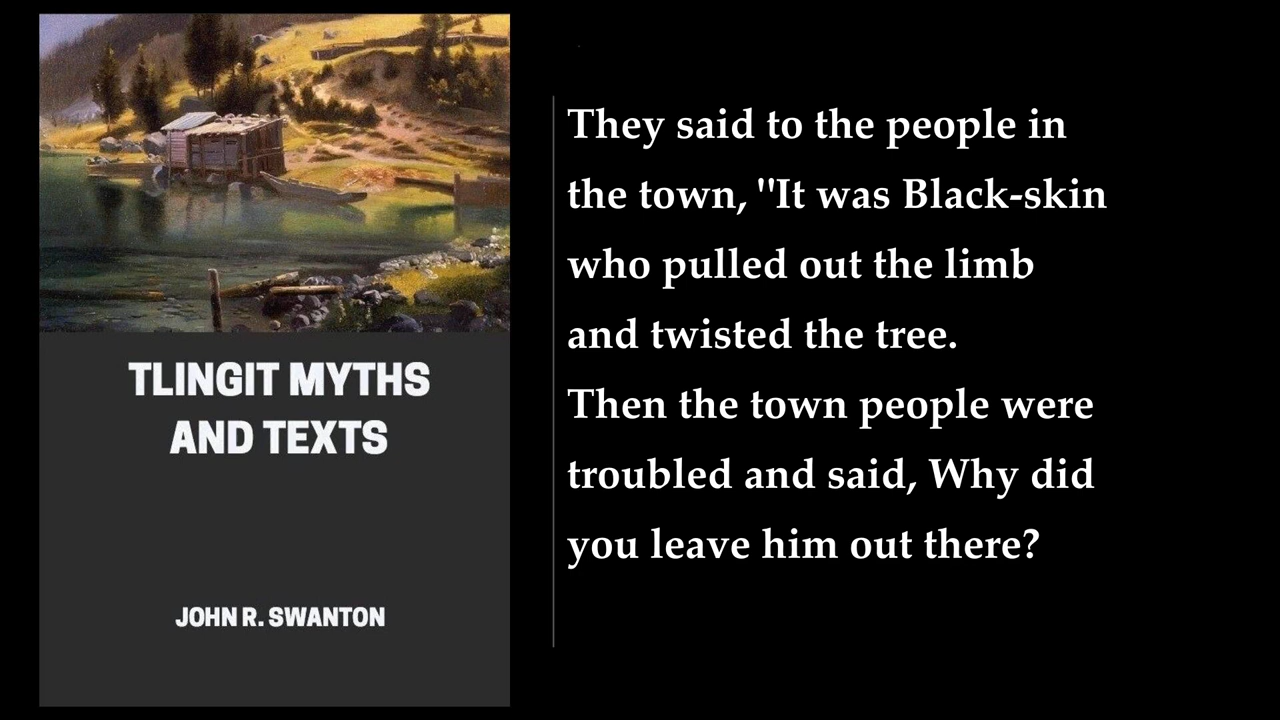 TLINGIT MYTHS
AND TEXTS
JOHN R. SWANTON
They said to the people in
the town, "It was Black-skin
who pulled out the limb
and twisted the tree.
Then the town people were
troubled and said, Why did
you leave him out there?